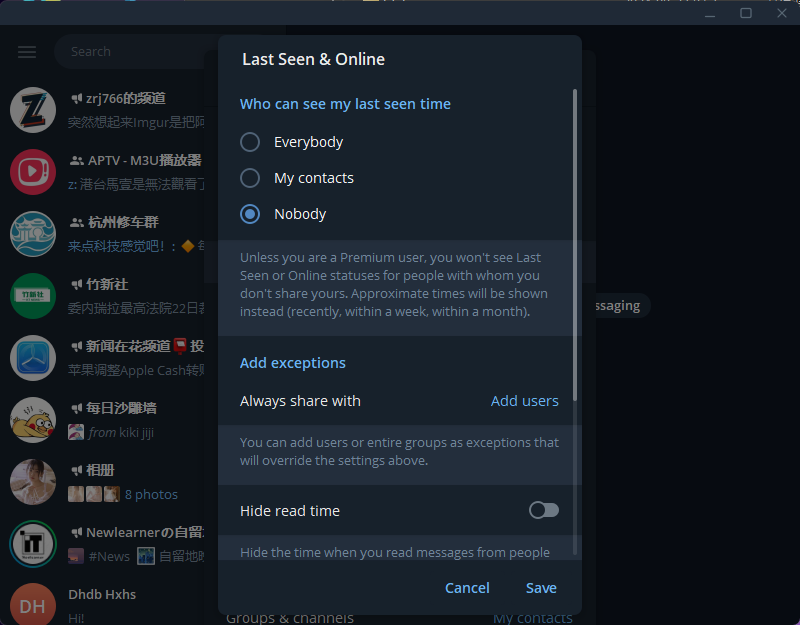 Search
zrj766的频道
突然想起来Imgur是把阿
APTV - M3U播放器
z: 港台馬壹是無法觀看了
杭州修车群
来点科技感觉吧！:
竹新社
竹新社
委内瑞拉最高法院22日裁
新闻在花频道📮投
苹果调整Apple Cash转账
每日沙雕墙
from kiki jiji
相册
8 photos
Newlearnerの自留
#News 自留地
DH
Dhdb Hxhs
Hi!
Last Seen & Online
Who can see my last seen time
Everybody
My contacts
Nobody
Unless you are a Premium user, you won't see Last
Seen or Online statuses for people with whom you
don't share yours. Approximate times will be shown
instead (recently, within a week, within a month).
Add exceptions
Always share with Add users
You can add users or entire groups as exceptions that
will override the settings above.
Hide read time
Hide the time when you read messages from people
Cancel Save
Groups & channels My contacts
ssaging